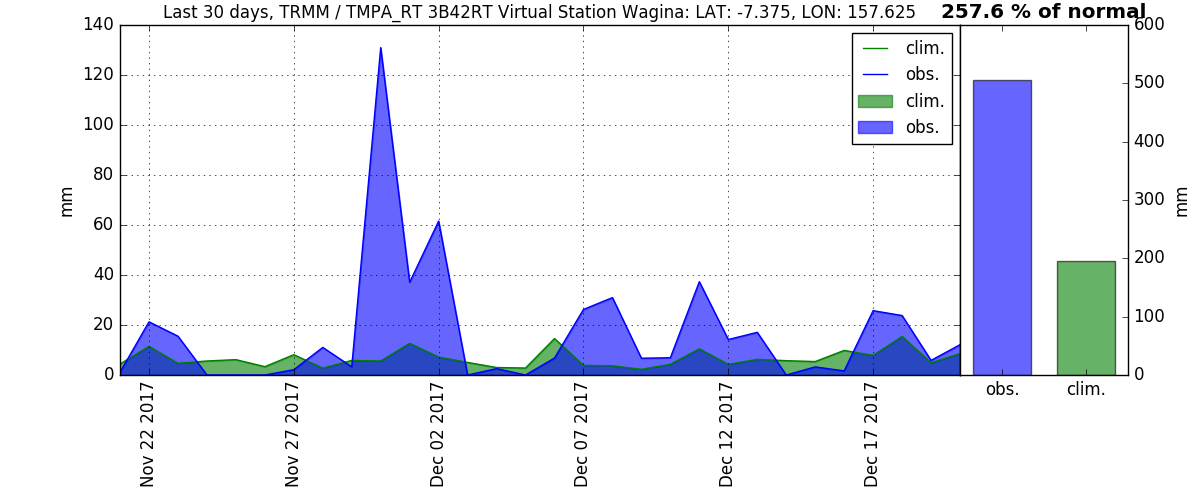 Last 30 days, TRMM / TMPA_RT 3B42RT Virtual Station Wagina: LAT: -7.375, LON: 157.625
257.6 % of normal
140
120
100
80
60
40
20
0
mm
clim.
obs.
clim.
obs.
Nov 22 2017
Nov 27 2017
Dec 02 2017
Dec 07 2017
Dec 12 2017
Dec 17 2017
600
500
400
300
200
100
0
mm
obs.
clim.